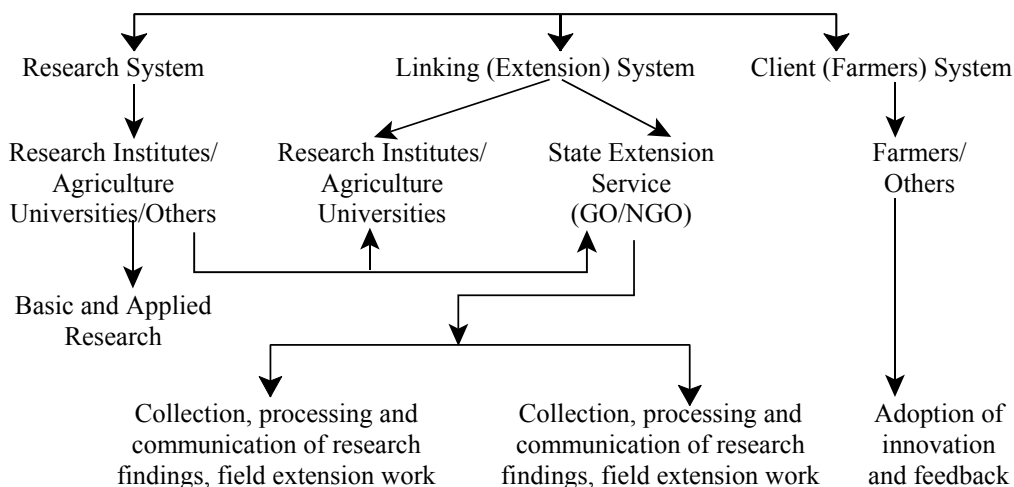 Research System
Linking (Extension) System
Client (Farmers) System
Research Institutes/
Agriculture
Universities/Others
Research Institutes/
Agriculture
Universities
State Extension
Service
(GO/NGO)
Farmers/
Others
Basic and Applied
Research
Collection, processing and
communication of research
findings, field extension work
Collection, processing and
communication of research
findings, field extension work
Adoption of
innovation
and feedback